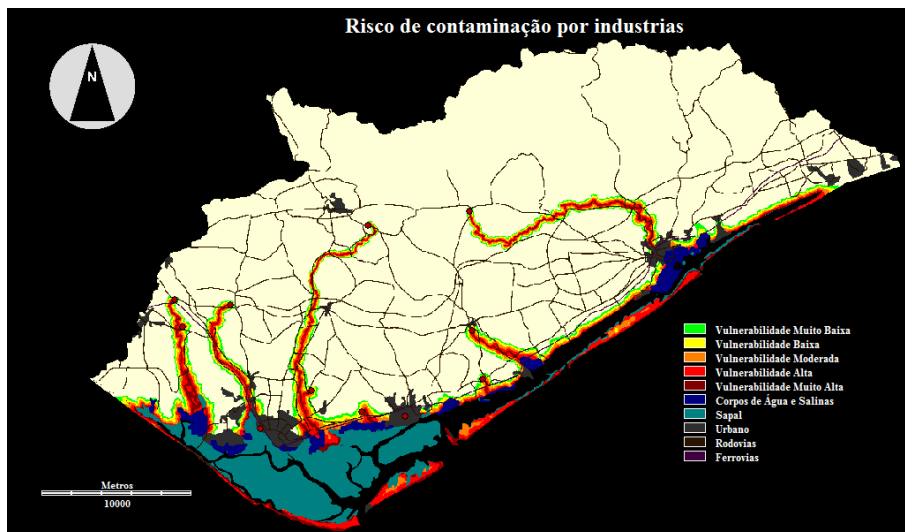 Risco de contaminação por industrias
N
Vulnerabilidade Muito Baixa
Vulnerabilidade Baixa
Vulnerabilidade Moderada
Vulnerabilidade Alta
Vulnerabilidade Muito Alta
Corpos de Água e Salinas
Sapal
Urbano
Rodovias
Ferrovias
Metros
10000